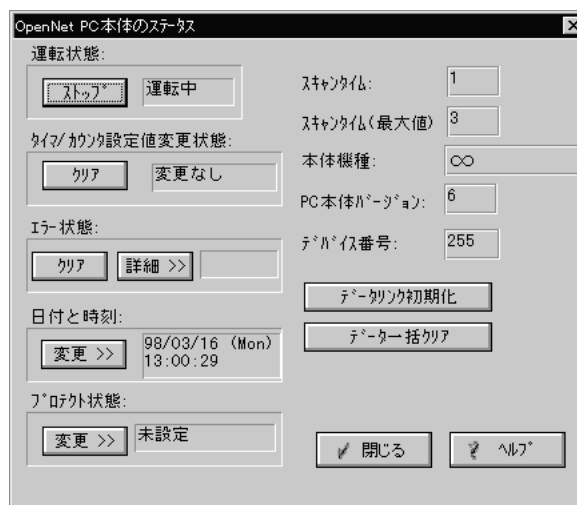 OpenNet PC本体のステータス
運転状態:
ストップ
運転中
タイマ/カウンタ設定値変更状態:
クリア
変更なし
エラー状態:
クリア
詳細 >>
日付と時刻:
変更 >>
98/03/16 (Mon)
13:00:29
プロテクト状態:
変更 >>
未設定
スキャンタイム:
1
スキャンタイム(最大値)
3
本体機種:
∞
PC本体バージョン:
6
デバイス番号:
255
データリンク初期化
データ一括クリア
閉じる
ヘルプ